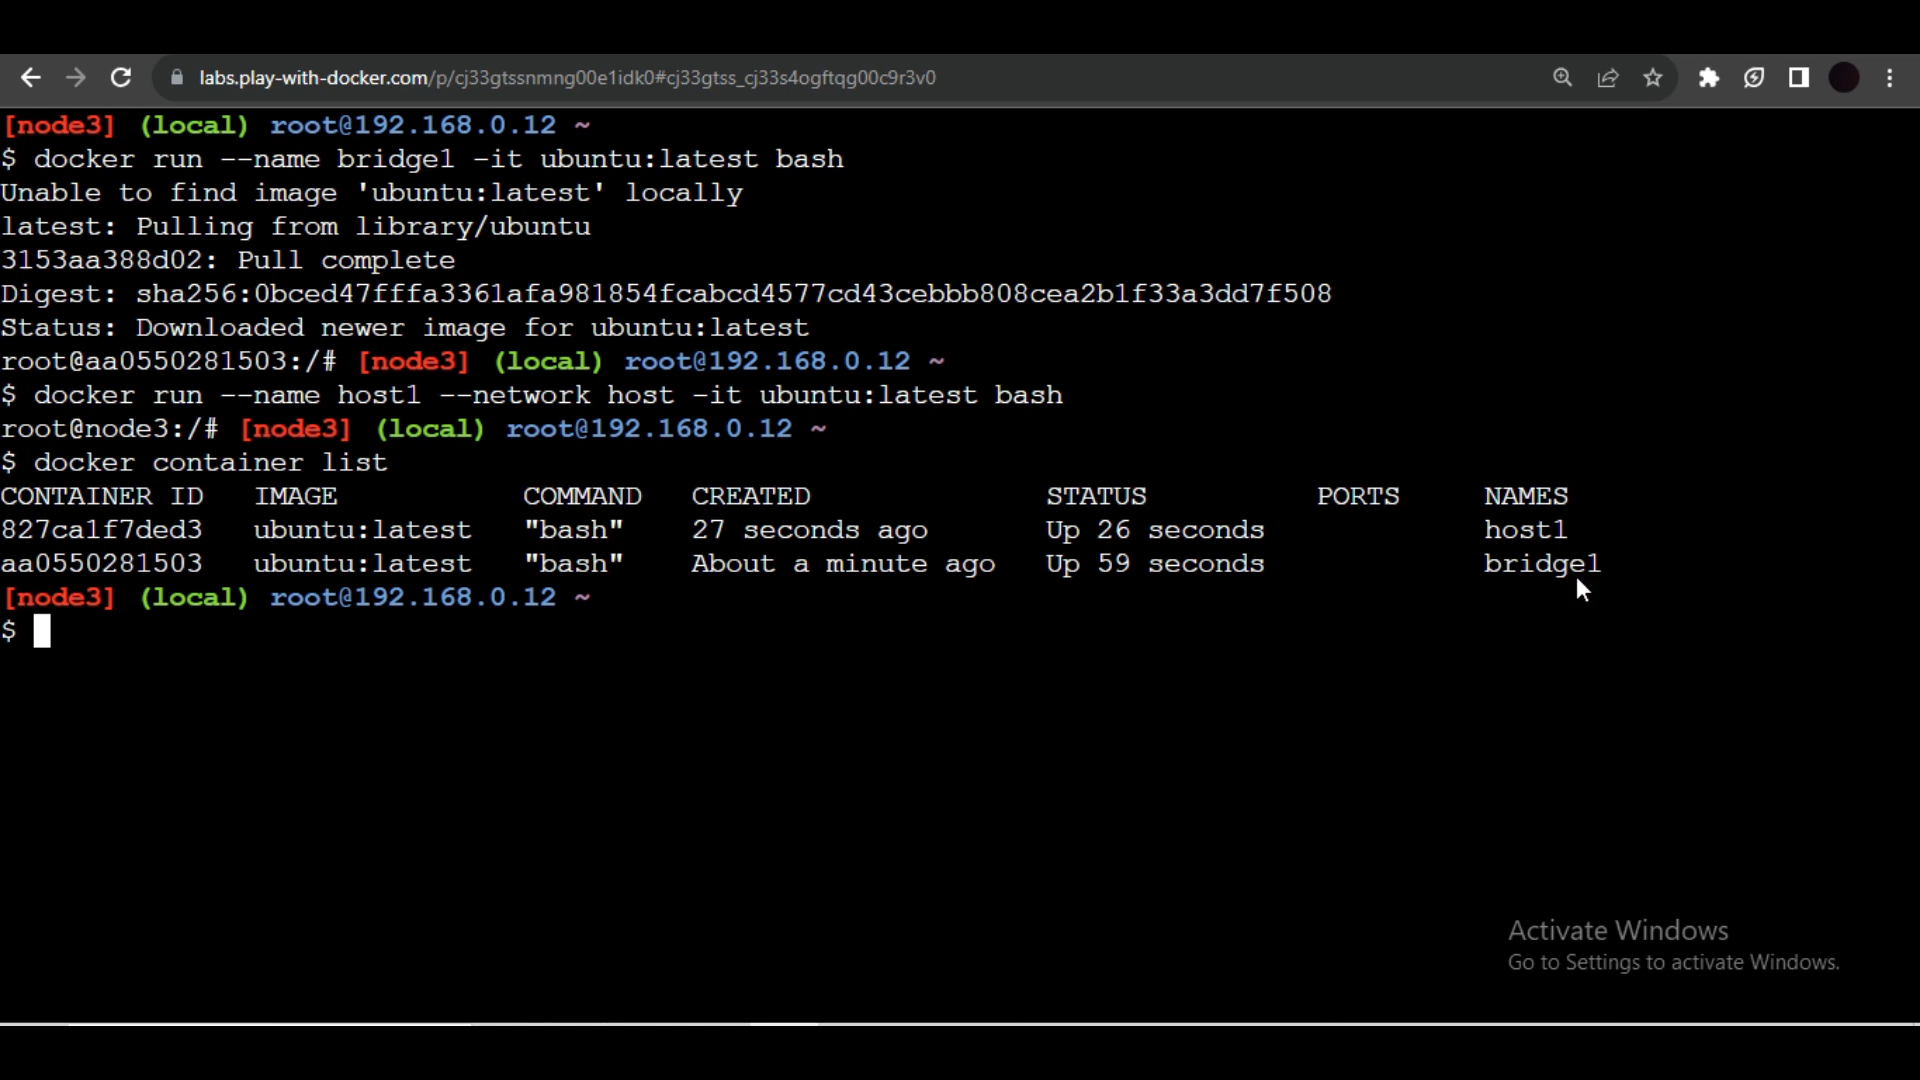 labs.play-with-docker.com/p/cj33gtssnmng00e1idk0#cj33gtss_cj33s4ogftqg00c9r3v0
[node3] (local) root@192.168.0.12 ~
$ docker run --name bridge1 -it ubuntu:latest bash
Unable to find image 'ubuntu:latest' locally
latest: Pulling from library/ubuntu
3153aa388d02: Pull complete
Digest: sha256:0bced47fffa3361afa981854fcabcd4577cd43cebbb808cea2b1f33a3dd7f508
Status: Downloaded newer image for ubuntu:latest
root@aa0550281503:/# [node3] (local) root@192.168.0.12 ~
$ docker run --name host1 --network host -it ubuntu:latest bash
root@node3:/# [node3] (local) root@192.168.0.12 ~
$ docker container list
CONTAINER ID IMAGE COMMAND CREATED STATUS PORTS NAMES
827ca1f7ded3 ubuntu:latest "bash" 27 seconds ago Up 26 seconds host1
aa0550281503 ubuntu:latest "bash" About a minute ago Up 59 seconds bridge1
[node3] (local) root@192.168.0.12 ~
$
Activate Windows
Go to Settings to activate Windows.